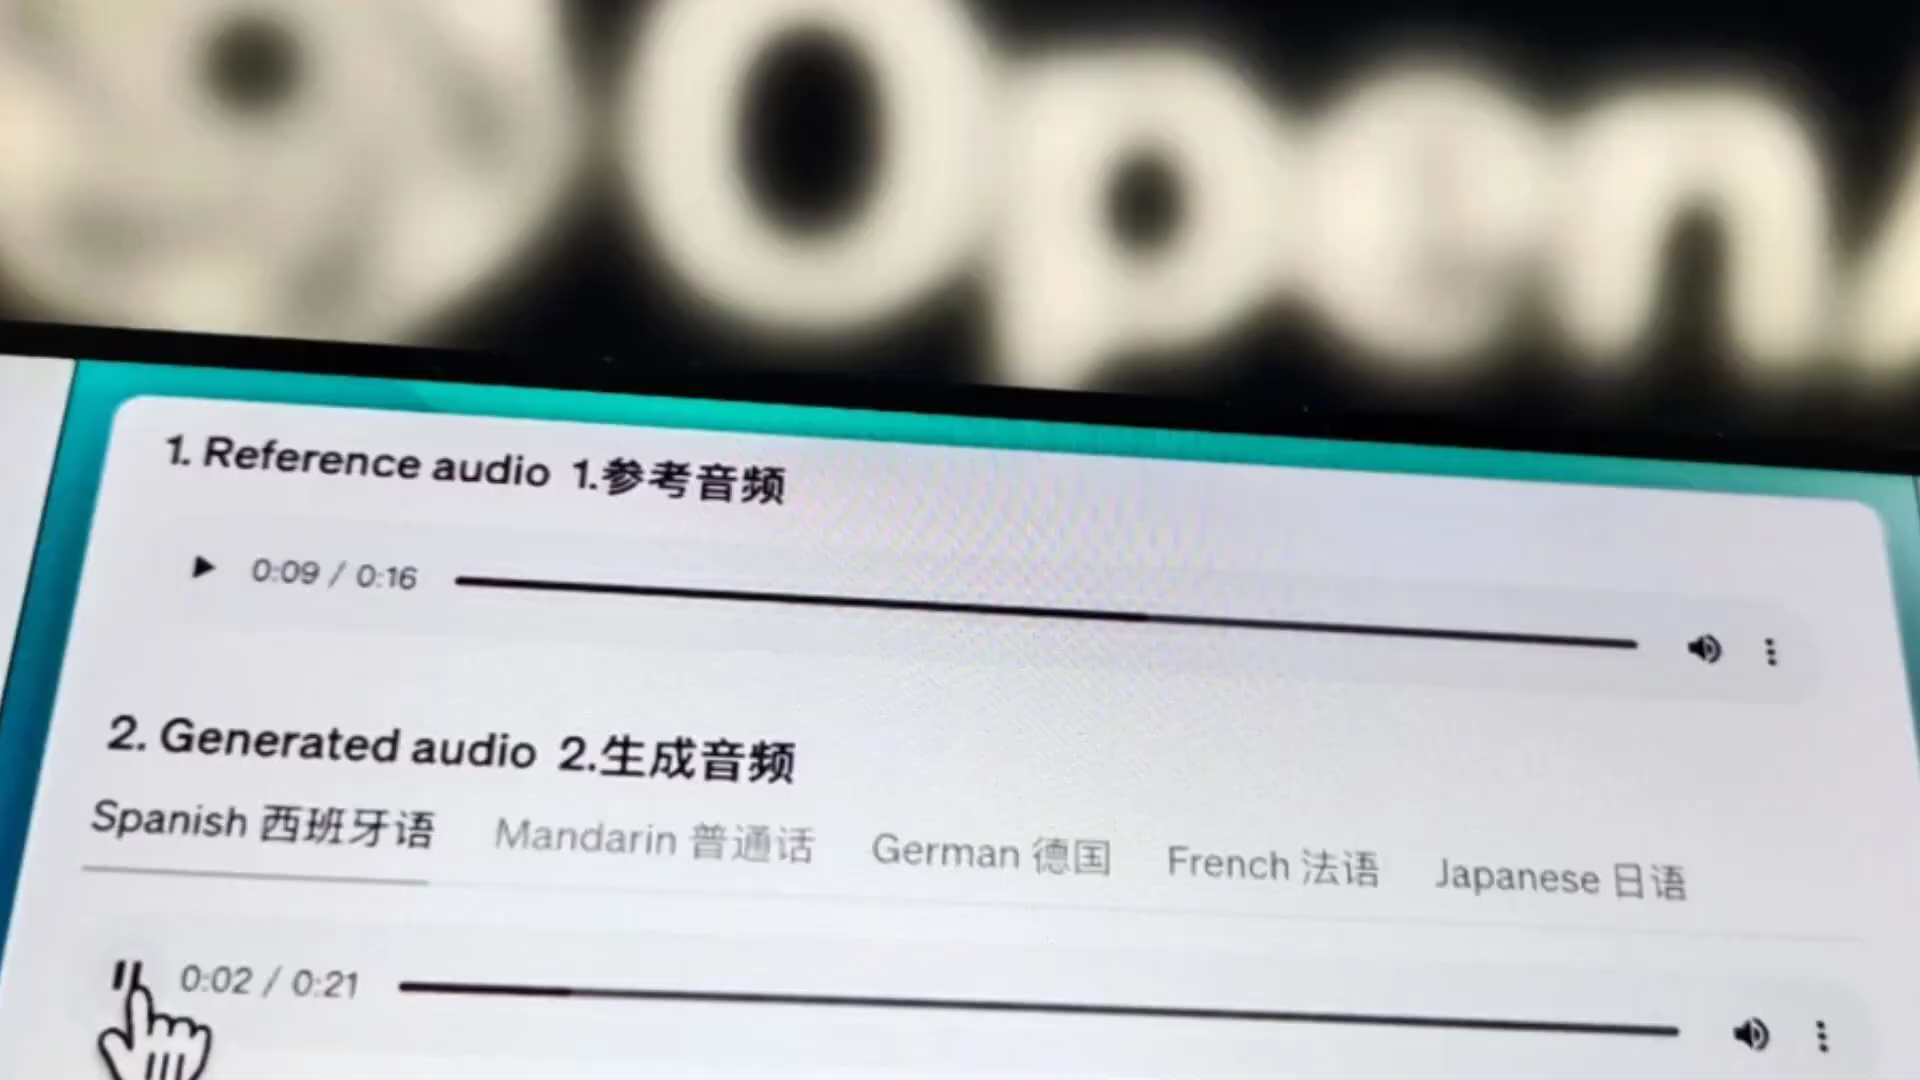 Open
1. Reference audio 1.参考音频
0:09 / 0:16
2. Generated audio 2.生成音频
Spanish 西班牙语 Mandarin 普通话 German 德国 French 法语 Japanese 日语
0:02 / 0:21